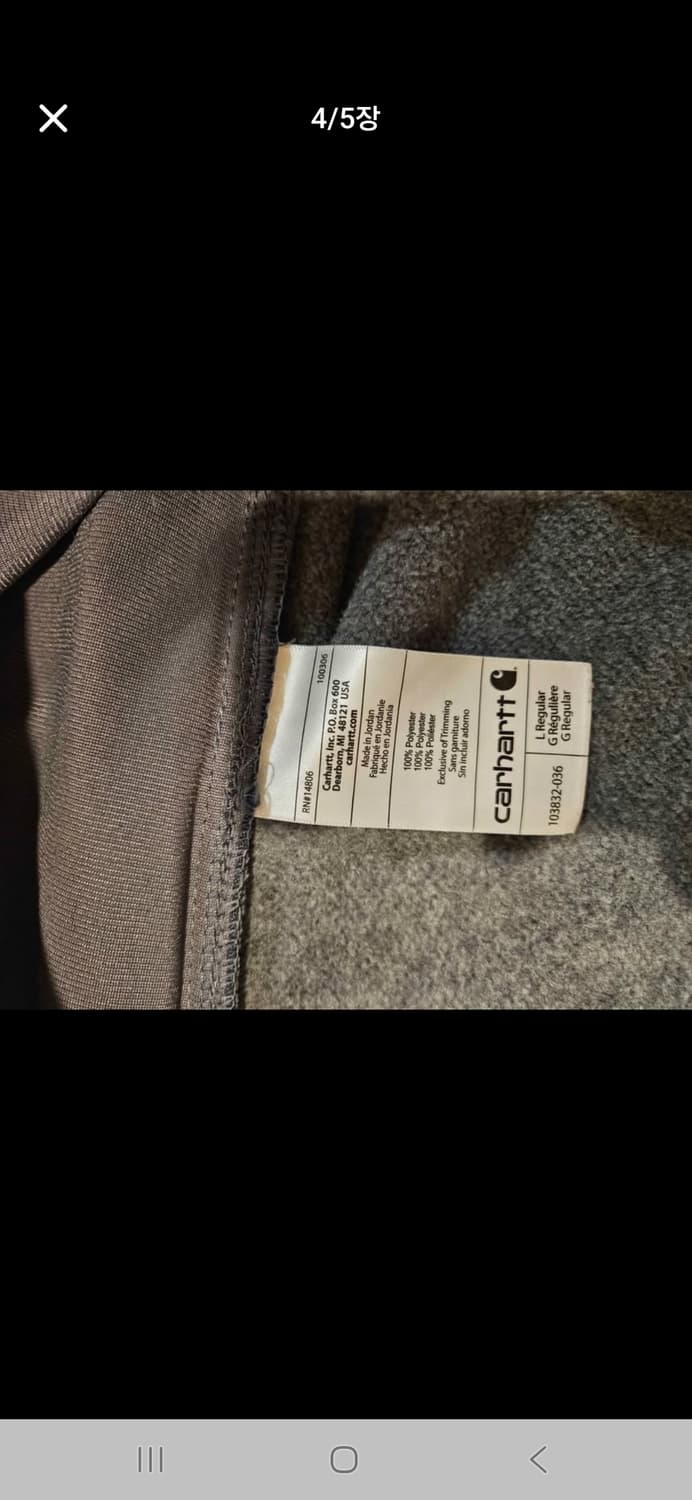 4/5장
100306
RN#14806
Carhartt, Inc. P.O. Box 600
Dearborn, MI 48121 USA
carhartt.com
Made in Jordan
Fabriqué en Jordanie
Hecho en Jordania
100% Polyester
100% Polyester
100% Poliéster
Exclusive of Trimming
Sans garniture
Sin incluir adorno
carhartt
103832-036
L Regular
G Régulière
G Regular